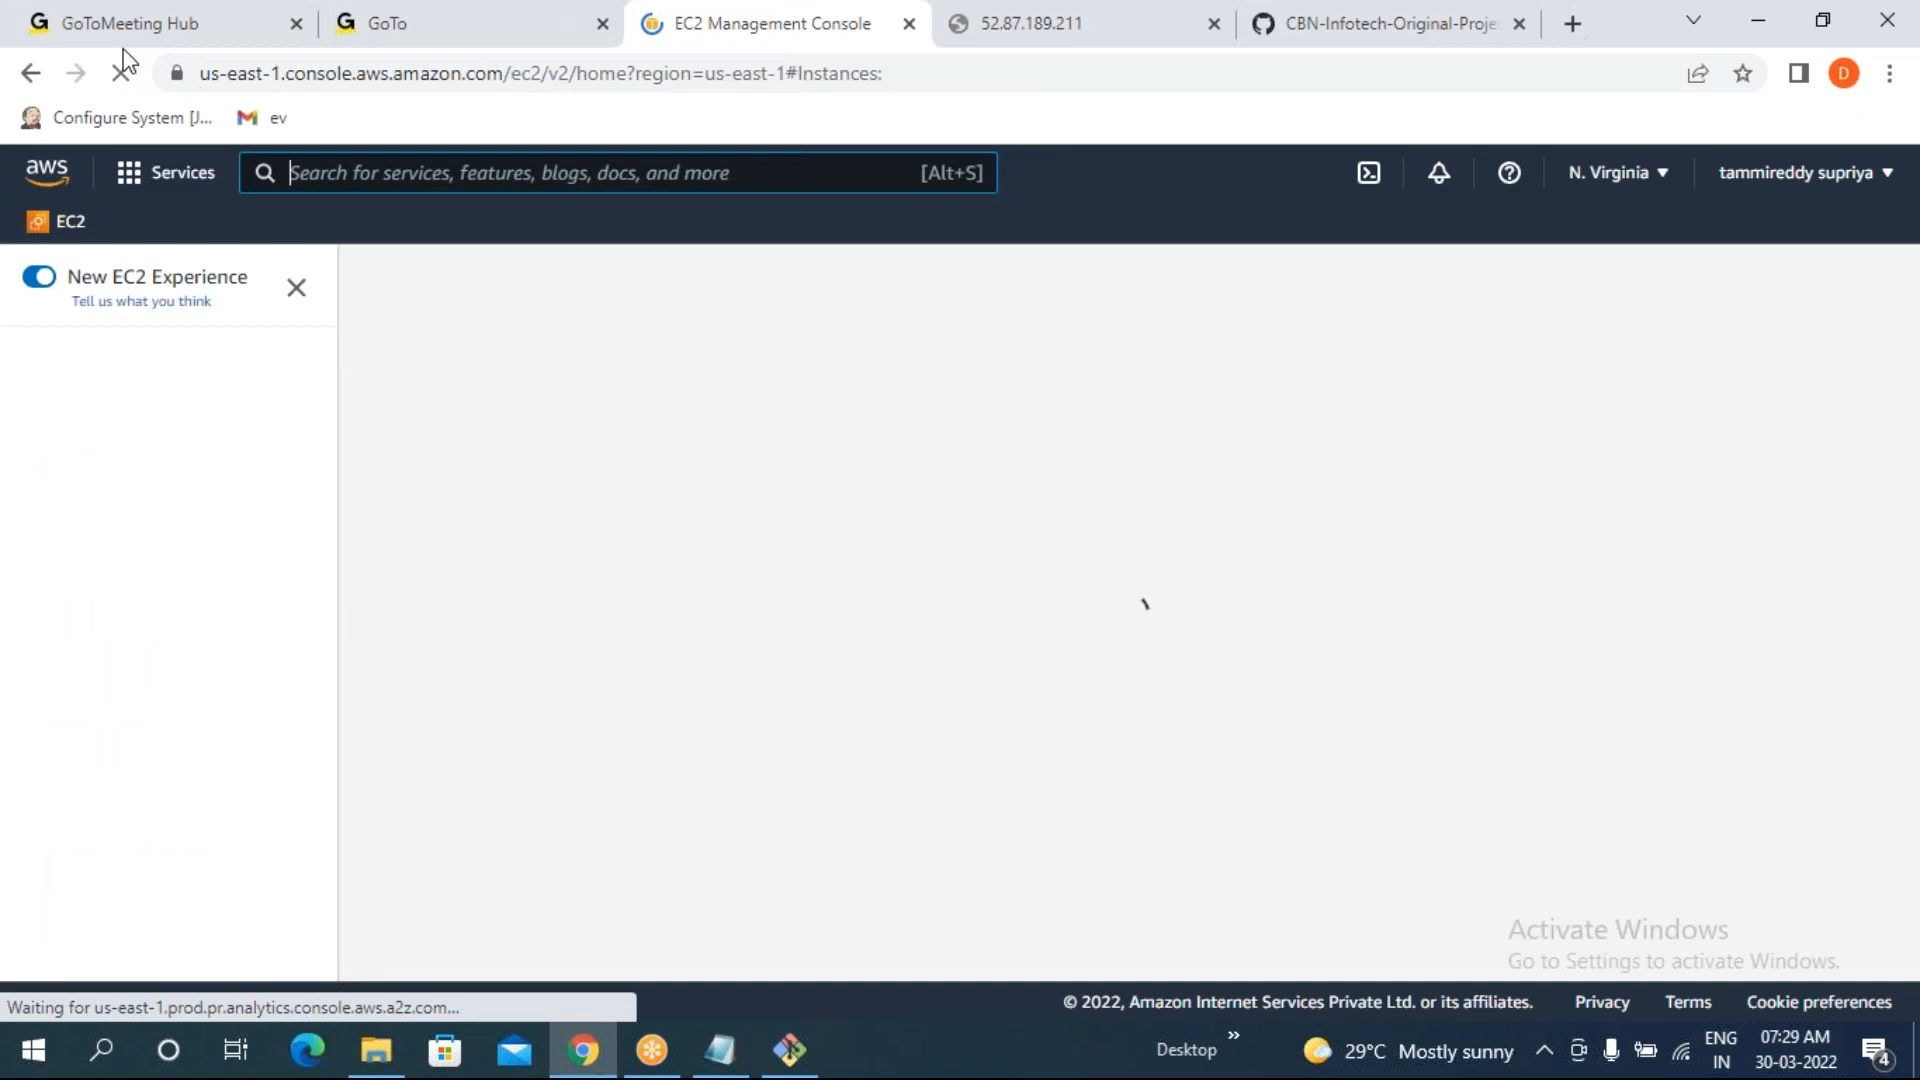 GoToMeeting Hub
GoTo
EC2 Management Console
52.87.189.211
CBN-Infotech-Original-Proje
us-east-1.console.aws.amazon.com/ec2/v2/home?region=us-east-1#Instances:
D
Configure System [J...
ev
aws
Services
Search for services, features, blogs, docs, and more
[Alt+S]
N. Virginia
tammireddy supriya
EC2
New EC2 Experience
Tell us what you think
Activate Windows
Go to Settings to activate Windows.
Waiting for us-east-1.prod.pr.analytics.console.aws.a2z.com...
© 2022, Amazon Internet Services Private Ltd. or its affiliates.
Privacy
Terms
Cookie preferences
Desktop
29°C Mostly sunny
ENG
IN
07:29 AM
30-03-2022
4